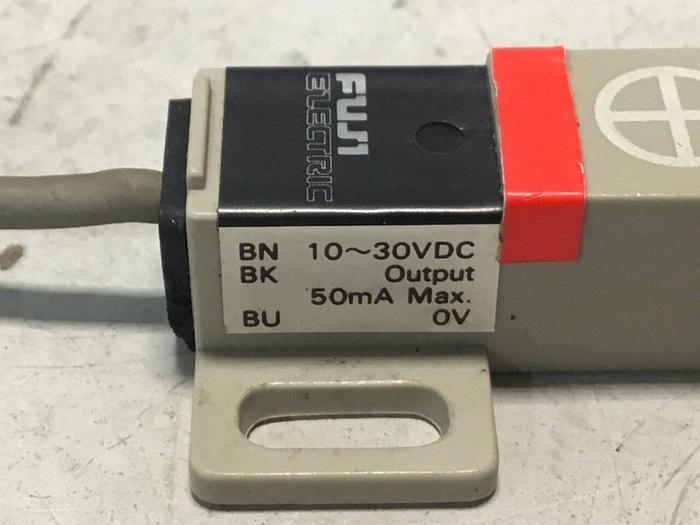 FUJI
ELECTRIC
BN 10~30VDC
BK Output
50mA Max.
BU 0V